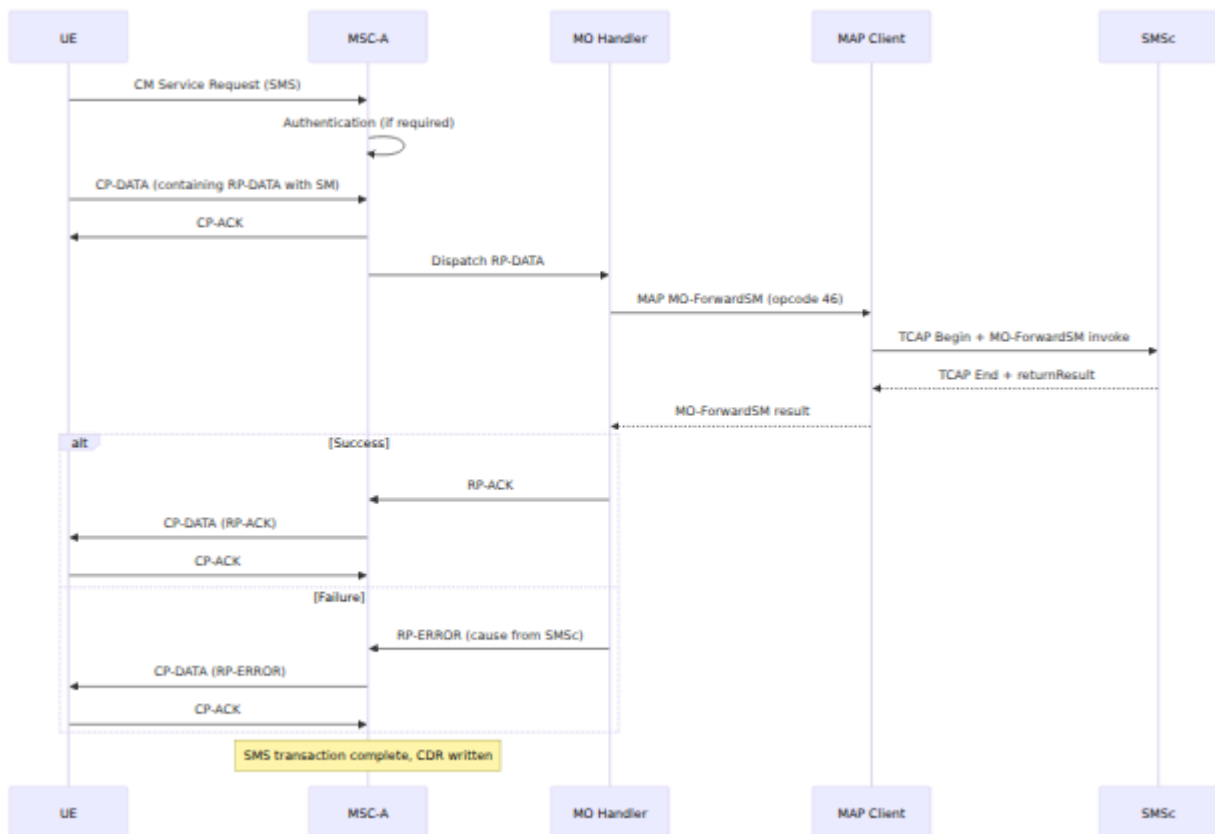 UE MSC-A MO Handler MAP Client SMSc
CM Service Request (SMS)
Authentication (if required)
CP-DATA (containing RP-DATA with SM)
CP-ACK
Dispatch RP-DATA
MAP MO-ForwardSM (opcode 46)
TCAP Begin + MO-ForwardSM invoke
TCAP End + returnResult
MO-ForwardSM result
alt [Success]
RP-ACK
CP-DATA (RP-ACK)
CP-ACK
[Failure]
RP-ERROR (cause from SMSc)
CP-DATA (RP-ERROR)
CP-ACK
SMS transaction complete, CDR written
UE MSC-A MO Handler MAP Client SMSc